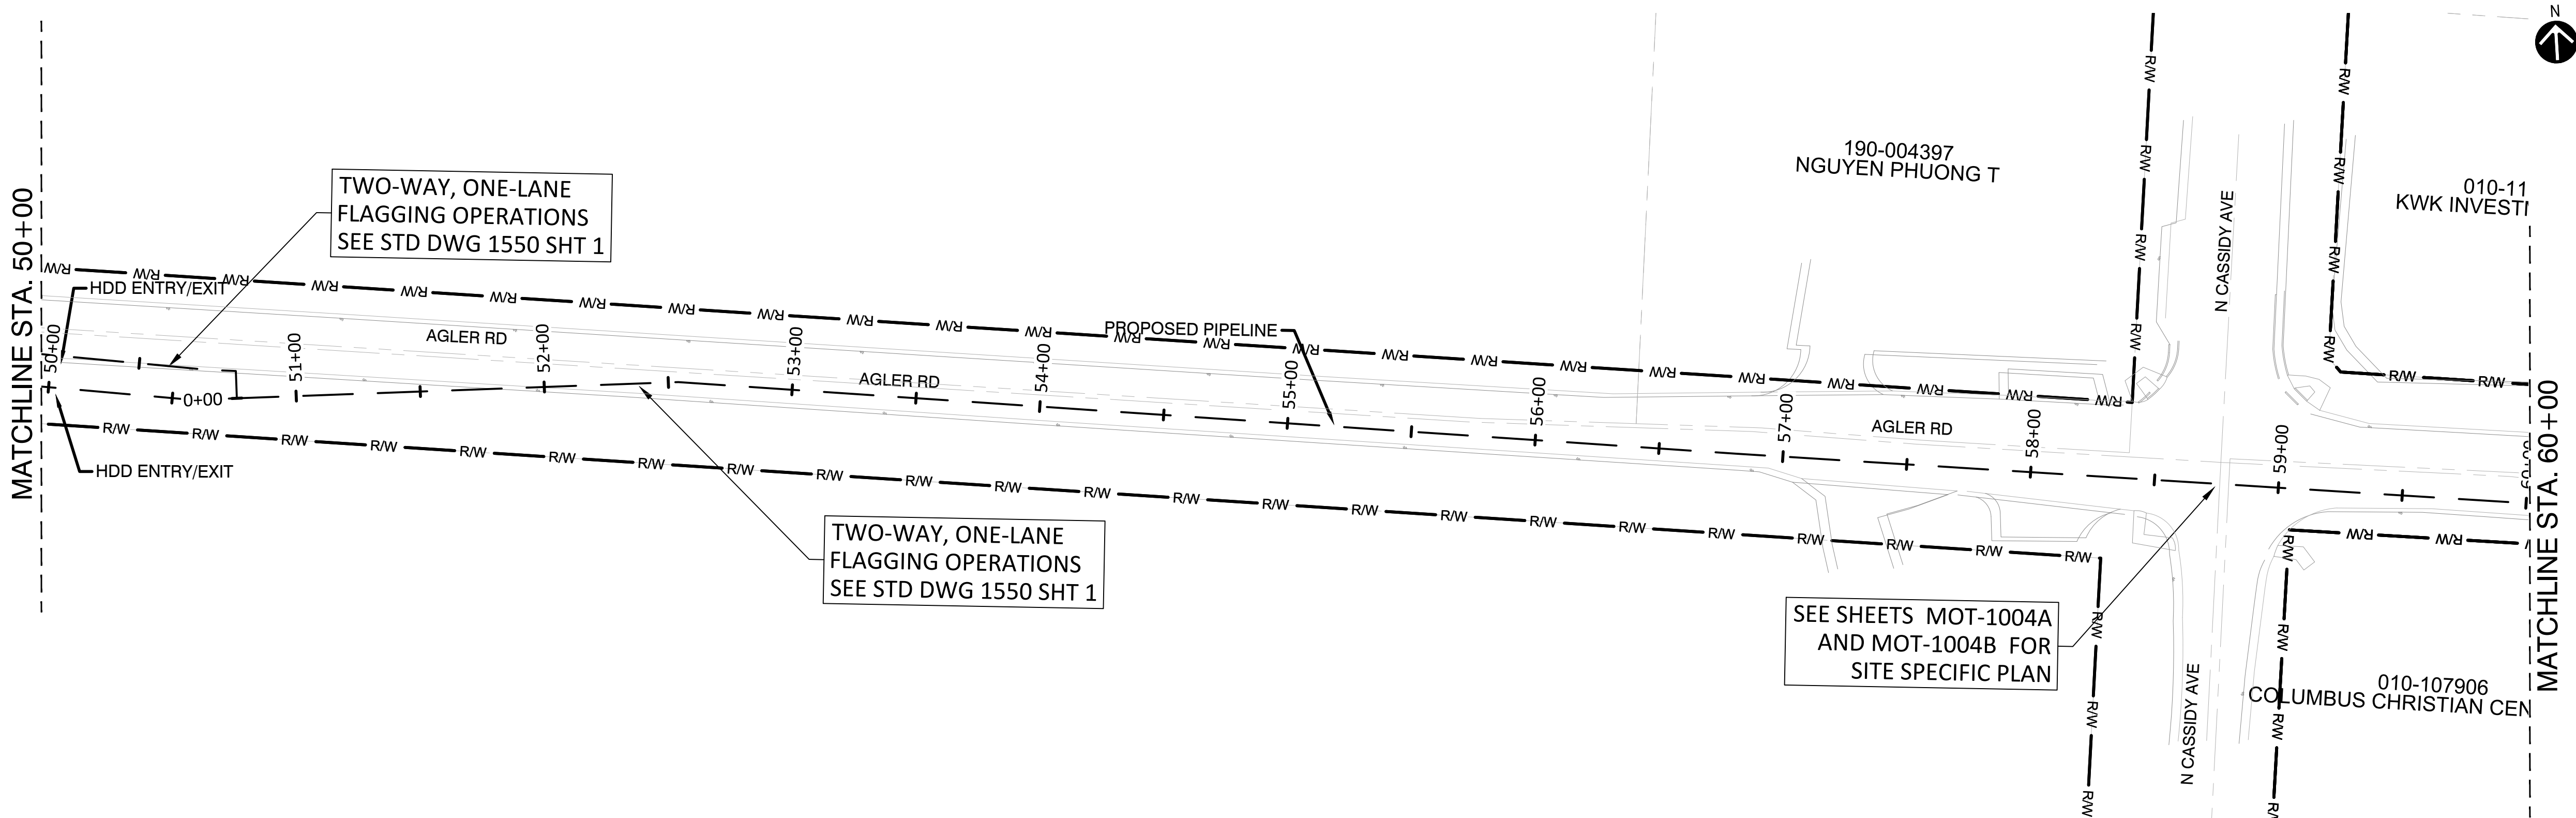 N
MATCHLINE STA. 50+00
TWO-WAY, ONE-LANE
FLAGGING OPERATIONS
SEE STD DWG 1550 SHT 1
190-004397
NGUYEN PHUONG T
010-11
KWK INVEST
N CASSIDY AVE
R/W R/W R/W R/W
R/W R/W R/W R/W
R/W R/W R/W R/W R/W R/W R/W R/W R/W R/W R/W R/W R/W R/W R/W R/W R/W R/W R/W R/W R/W R/W R/W R/W
R/W R/W
HDD ENTRY/EXIT
PROPOSED PIPELINE
AGLER RD
AGLER RD
AGLER RD
50+00
0+00
51+00
52+00
53+00
54+00
55+00
56+00
57+00
58+00
59+00
R/W R/W R/W R/W R/W R/W R/W R/W R/W R/W R/W R/W R/W R/W R/W R/W R/W R/W R/W R/W R/W R/W R/W
R/W R/W
HDD ENTRY/EXIT
TWO-WAY, ONE-LANE
FLAGGING OPERATIONS
SEE STD DWG 1550 SHT 1
SEE SHEETS MOT-1004A
AND MOT-1004B FOR
SITE SPECIFIC PLAN
R/W R/W R/W
N CASSIDY AVE
R/W R/W R/W
010-107906
COLUMBUS CHRISTIAN CEN
MATCHLINE STA. 60+00